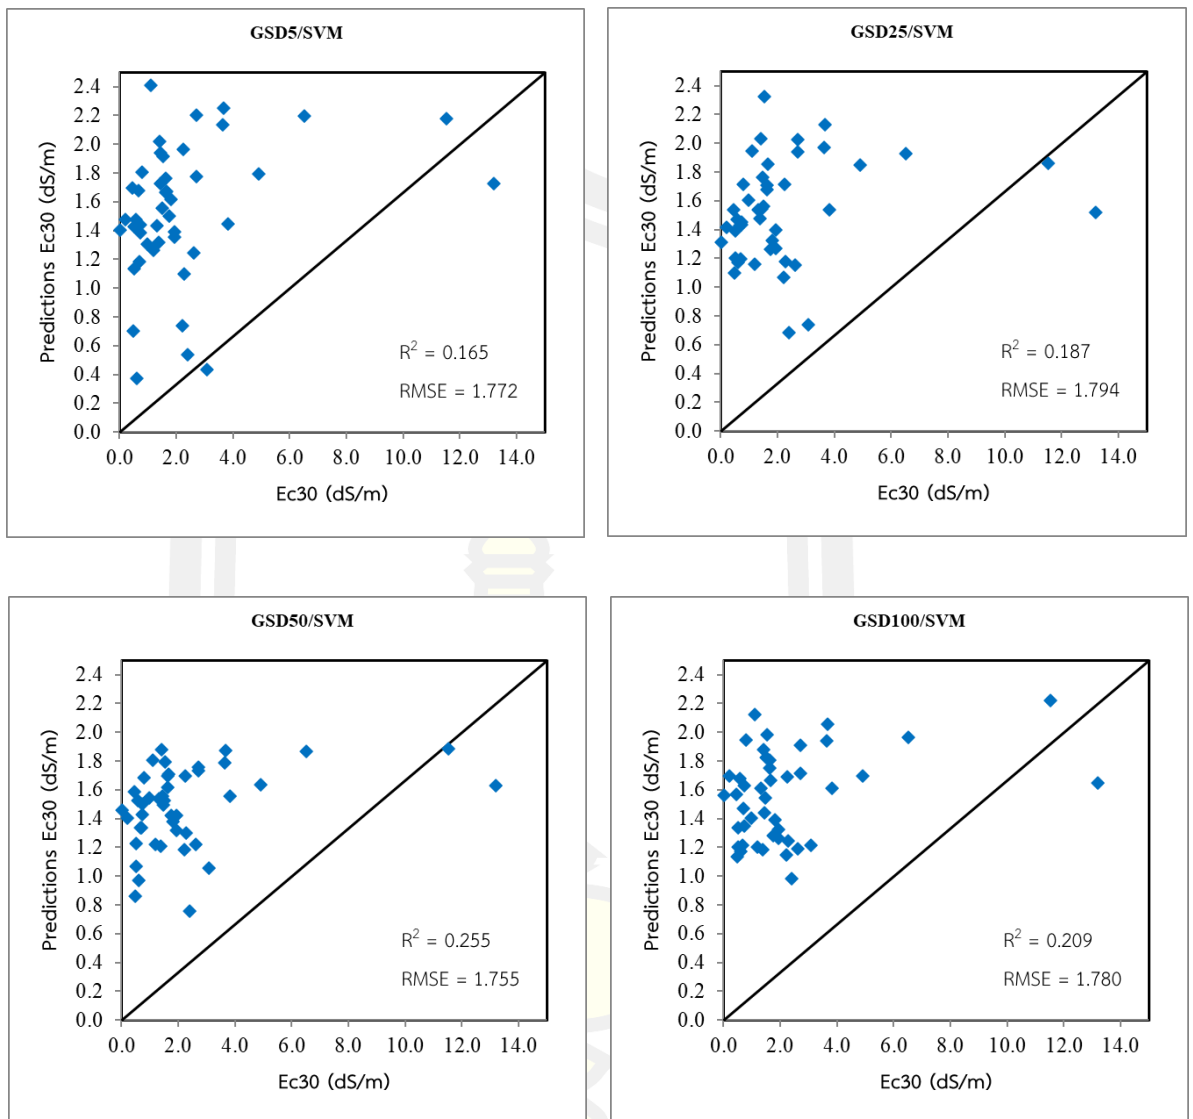 GSD5/SVM
Predictions Ec30 (dS/m)
2.4
2.2
2.0
1.8
1.6
1.4
1.2
1.0
0.8
0.6
0.4
0.2
0.0
R² = 0.165
RMSE = 1.772
0.0 2.0 4.0 6.0 8.0 10.0 12.0 14.0
Ec30 (dS/m)
GSD25/SVM
Predictions Ec30 (dS/m)
2.4
2.2
2.0
1.8
1.6
1.4
1.2
1.0
0.8
0.6
0.4
0.2
0.0
R² = 0.187
RMSE = 1.794
0.0 2.0 4.0 6.0 8.0 10.0 12.0 14.0
Ec30 (dS/m)
GSD50/SVM
Predictions Ec30 (dS/m)
2.4
2.2
2.0
1.8
1.6
1.4
1.2
1.0
0.8
0.6
0.4
0.2
0.0
R² = 0.255
RMSE = 1.755
0.0 2.0 4.0 6.0 8.0 10.0 12.0 14.0
Ec30 (dS/m)
GSD100/SVM
Predictions Ec30 (dS/m)
2.4
2.2
2.0
1.8
1.6
1.4
1.2
1.0
0.8
0.6
0.4
0.2
0.0
R² = 0.209
RMSE = 1.780
0.0 2.0 4.0 6.0 8.0 10.0 12.0 14.0
Ec30 (dS/m)